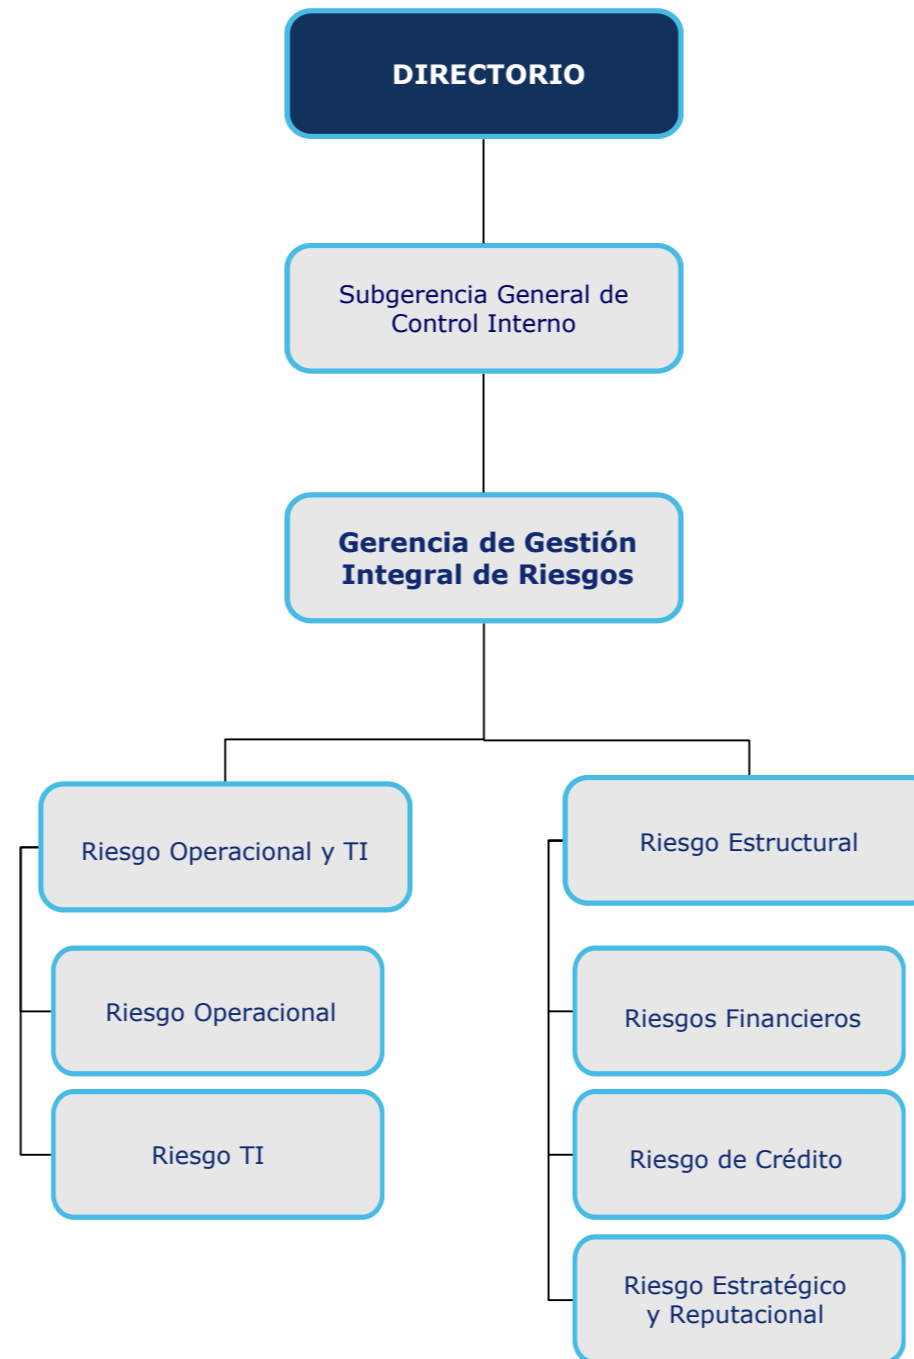 DIRECTORIO
Subgerencia General de
Control Interno
Gerencia de Gestión
Integral de Riesgos
Riesgo Operacional y TI
Riesgo Operacional
Riesgo TI
Riesgo Estructural
Riesgos Financieros
Riesgo de Crédito
Riesgo Estratégico
y Reputacional